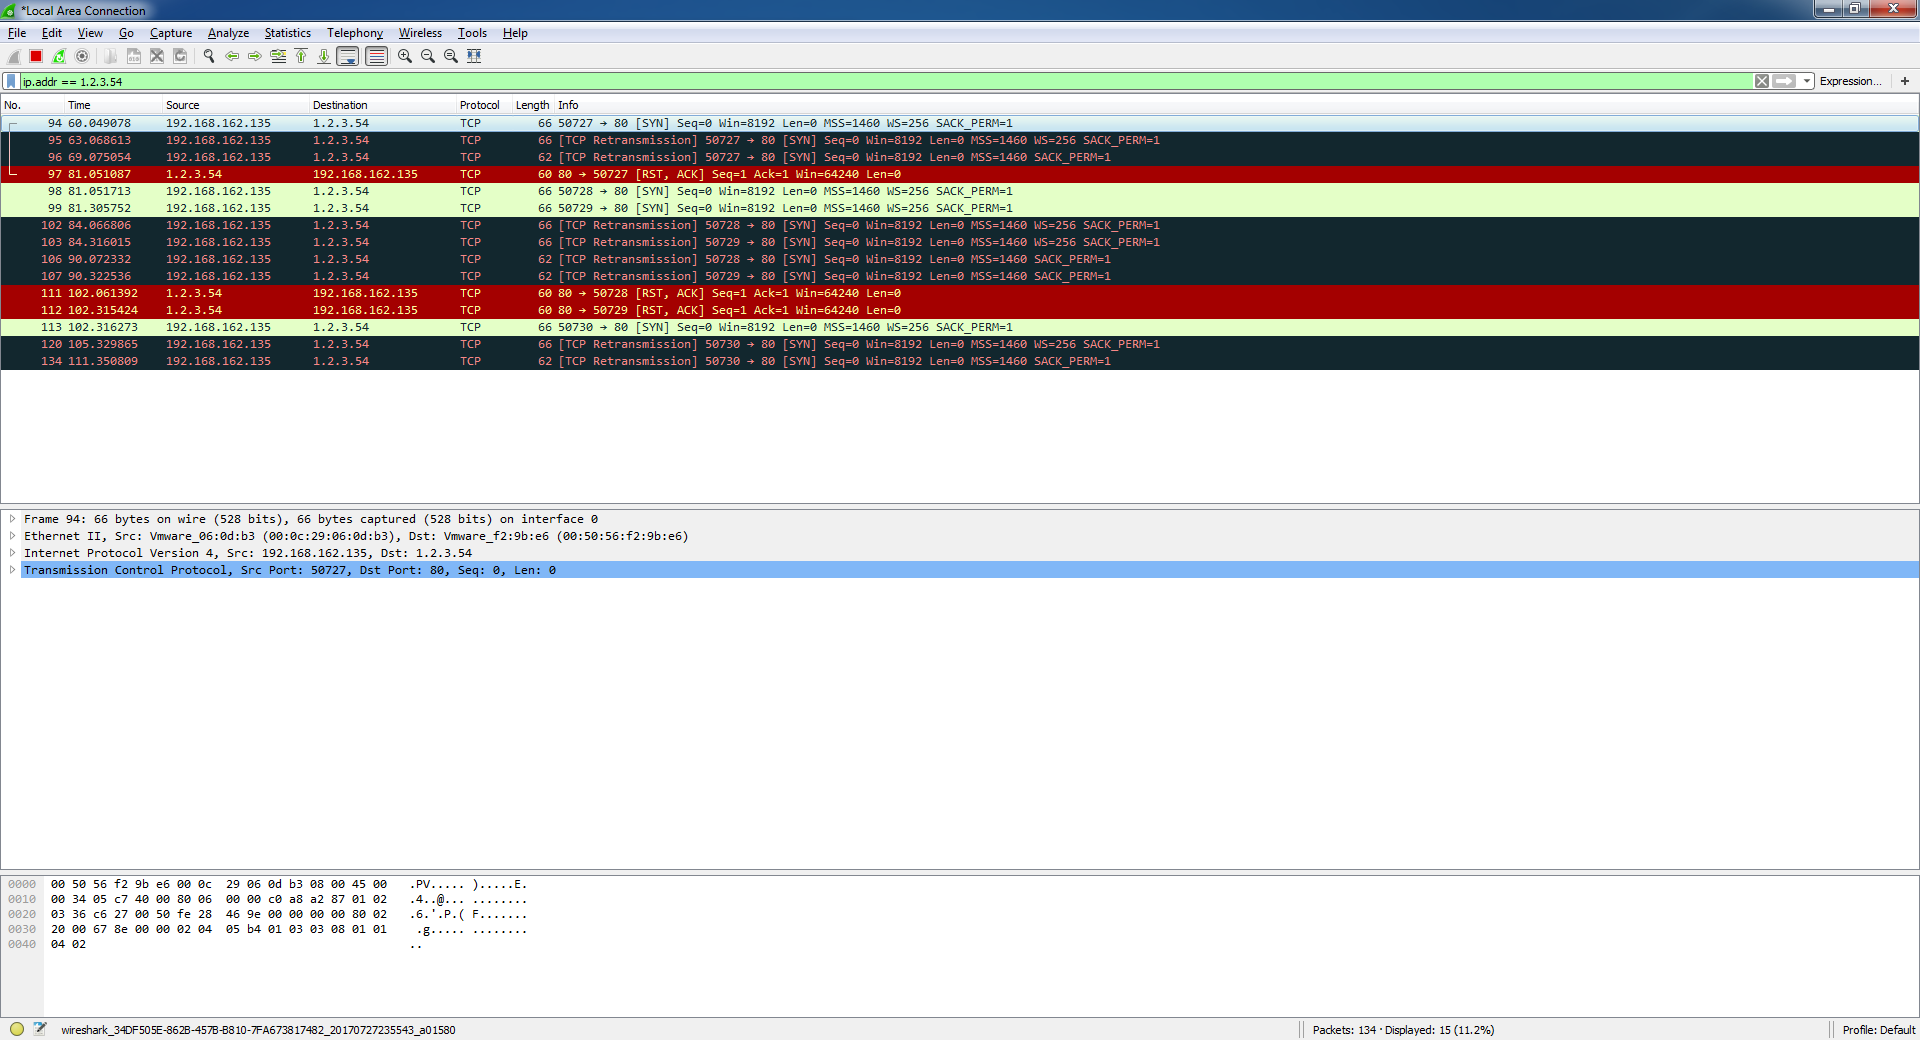 *Local Area Connection
File Edit View Go Capture Analyze Statistics Telephony Wireless Tools Help
ip.addr == 1.2.3.54 Expression... +
No. Time Source Destination Protocol Length Info
94 60.049078 192.168.162.135 1.2.3.54 TCP 66 50727 → 80 [SYN] Seq=0 Win=8192 Len=0 MSS=1460 WS=256 SACK_PERM=1
95 63.068613 192.168.162.135 1.2.3.54 TCP 66 [TCP Retransmission] 50727 → 80 [SYN] Seq=0 Win=8192 Len=0 MSS=1460 WS=256 SACK_PERM=1
96 69.075054 192.168.162.135 1.2.3.54 TCP 62 [TCP Retransmission] 50727 → 80 [SYN] Seq=0 Win=8192 Len=0 MSS=1460 SACK_PERM=1
97 81.051087 1.2.3.54 192.168.162.135 TCP 60 80 → 50727 [RST, ACK] Seq=1 Ack=1 Win=64240 Len=0
98 81.051713 192.168.162.135 1.2.3.54 TCP 66 50728 → 80 [SYN] Seq=0 Win=8192 Len=0 MSS=1460 WS=256 SACK_PERM=1
99 81.305752 192.168.162.135 1.2.3.54 TCP 66 50729 → 80 [SYN] Seq=0 Win=8192 Len=0 MSS=1460 WS=256 SACK_PERM=1
102 84.066806 192.168.162.135 1.2.3.54 TCP 66 [TCP Retransmission] 50728 → 80 [SYN] Seq=0 Win=8192 Len=0 MSS=1460 WS=256 SACK_PERM=1
103 84.316015 192.168.162.135 1.2.3.54 TCP 66 [TCP Retransmission] 50729 → 80 [SYN] Seq=0 Win=8192 Len=0 MSS=1460 WS=256 SACK_PERM=1
106 90.072332 192.168.162.135 1.2.3.54 TCP 62 [TCP Retransmission] 50728 → 80 [SYN] Seq=0 Win=8192 Len=0 MSS=1460 SACK_PERM=1
107 90.322536 192.168.162.135 1.2.3.54 TCP 62 [TCP Retransmission] 50729 → 80 [SYN] Seq=0 Win=8192 Len=0 MSS=1460 SACK_PERM=1
111 102.061392 1.2.3.54 192.168.162.135 TCP 60 80 → 50728 [RST, ACK] Seq=1 Ack=1 Win=64240 Len=0
112 102.315424 1.2.3.54 192.168.162.135 TCP 60 80 → 50729 [RST, ACK] Seq=1 Ack=1 Win=64240 Len=0
113 102.316273 192.168.162.135 1.2.3.54 TCP 66 50730 → 80 [SYN] Seq=0 Win=8192 Len=0 MSS=1460 WS=256 SACK_PERM=1
120 105.329865 192.168.162.135 1.2.3.54 TCP 66 [TCP Retransmission] 50730 → 80 [SYN] Seq=0 Win=8192 Len=0 MSS=1460 WS=256 SACK_PERM=1
134 111.350809 192.168.162.135 1.2.3.54 TCP 62 [TCP Retransmission] 50730 → 80 [SYN] Seq=0 Win=8192 Len=0 MSS=1460 SACK_PERM=1
Frame 94: 66 bytes on wire (528 bits), 66 bytes captured (528 bits) on interface 0
Ethernet II, Src: Vmware_06:0d:b3 (00:0c:29:06:0d:b3), Dst: Vmware_f2:9b:e6 (00:50:56:f2:9b:e6)
Internet Protocol Version 4, Src: 192.168.162.135, Dst: 1.2.3.54
Transmission Control Protocol, Src Port: 50727, Dst Port: 80, Seq: 0, Len: 0
0000 00 50 56 f2 9b e6 00 0c 29 06 0d b3 08 00 45 00 .PV..... ).....E.
0010 00 34 05 c7 40 00 80 06 00 00 c0 a8 a2 87 01 02 .4..@... ........
0020 03 36 c6 27 00 50 fe 28 46 9e 00 00 00 00 80 02 .6.'.P.( F.......
0030 20 00 67 8e 00 00 02 04 05 b4 01 03 03 08 01 01 .g..... ........
0040 04 02 ..
wireshark_34DF505E-862B-457B-B810-7FA673817482_20170727235543_a01580 Packets: 134 · Displayed: 15 (11.2%) Profile: Default